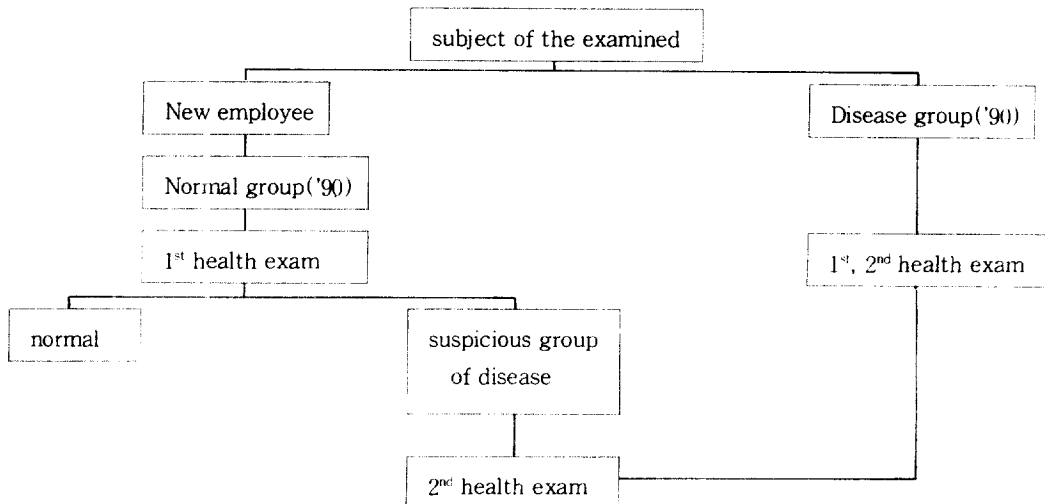 subject of the examined
New employee
Disease group('90)
Normal group('90)
1st health exam
1st, 2nd health exam
normal
suspicious group
of disease
2nd health exam